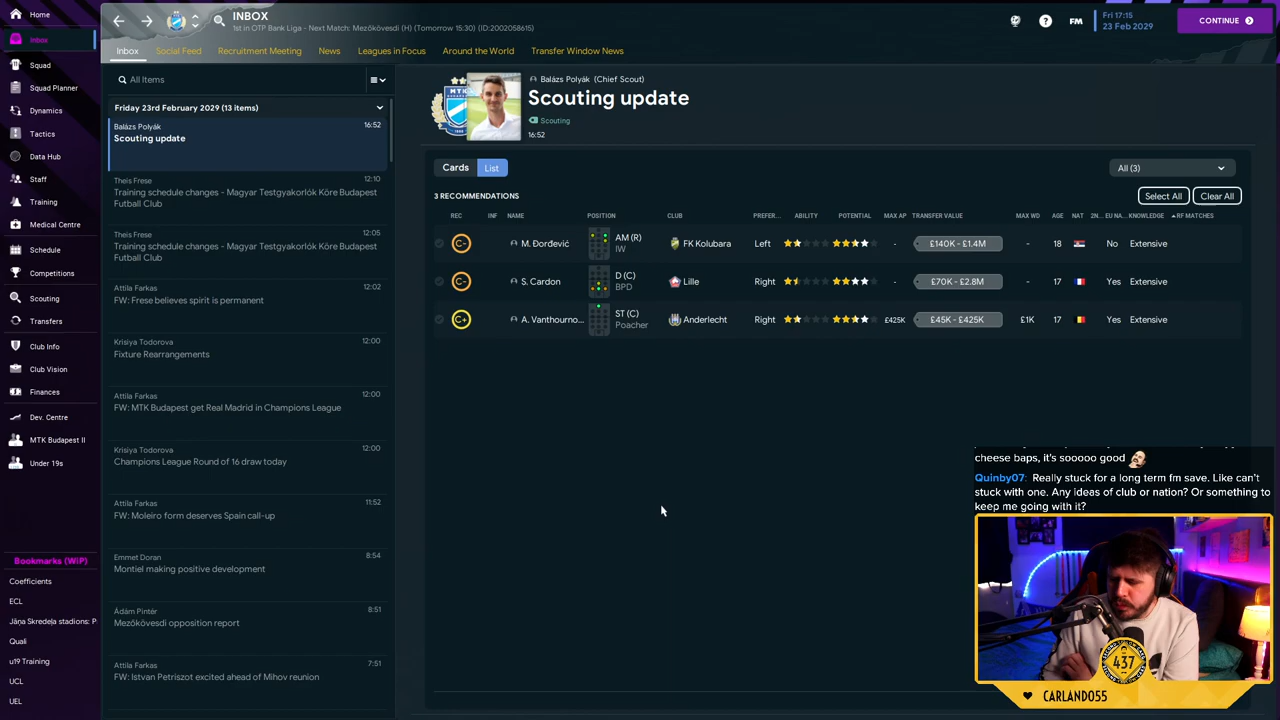 Home
Inbox
Squad
Squad Planner
Dynamics
Tactics
Data Hub
Staff
Training
Medical Centre
Schedule
Competitions
Scouting
Transfers
Club Info
Club Vision
Finances
Dev. Centre
MTK Budapest II
Under 19s
Bookmarks (WiP)
Coefficients
ECL
Jāņa Skredeļa stadions: P
Quali
u19 Training
UCL
UEL
INBOX
1st in OTP Bank Liga - Next Match: Mezőkövesdi (H) (Tomorrow 15:30) (ID:2002058615)
FM
Fri 17:15
23 Feb 2029
CONTINUE
Inbox Social Feed Recruitment Meeting News Leagues in Focus Around the World Transfer Window News
All Items
Friday 23rd February 2029 (13 items)
Balázs Polyák 16:52
Scouting update
Theis Frese 12:10
Training schedule changes - Magyar Testgyakorlók Köre Budapest
Futball Club
Theis Frese 12:05
Training schedule changes - Magyar Testgyakorlók Köre Budapest
Futball Club
Attila Farkas 12:02
FW: Frese believes spirit is permanent
Krisiya Todorova 12:00
Fixture Rearrangements
Attila Farkas 12:00
FW: MTK Budapest get Real Madrid in Champions League
Krisiya Todorova 12:00
Champions League Round of 16 draw today
Attila Farkas 11:52
FW: Moleiro form deserves Spain call-up
Emmet Doran 8:54
Montiel making positive development
Ádám Pintér 8:51
Mezőkövesdi opposition report
Attila Farkas 7:51
FW: Istvan Petriszot excited ahead of Mihov reunion
Balázs Polyák (Chief Scout)
Scouting update
Scouting
16:52
Cards List All (3)
3 RECOMMENDATIONS
Select All Clear All
REC INF NAME POSITION CLUB PREFER... ABILITY POTENTIAL MAX AP TRANSFER VALUE MAX WD AGE NAT 2N... EU NA... KNOWLEDGE RF MATCHES
C- M. Đorđević AM (R) IW FK Kolubara Left - £140K - £1.4M - 18 No Extensive
C- S. Cardon D (C) BPD Lille Right - £70K - £2.8M - 17 Yes Extensive
C+ A. Vanthourno... ST (C) Poacher Anderlecht Right £425K £45K - £425K £1K 17 Yes Extensive
cheese baps, it's sooooo good
Quinby07: Really stuck for a long term fm save. Like can't
stuck with one. Any ideas of club or nation? Or something to
keep me going with it?
437
CARLANDO55